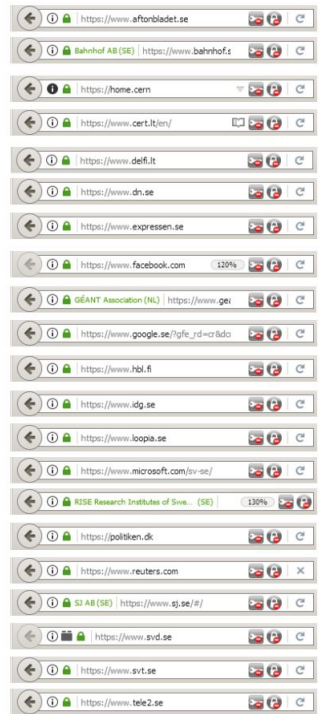 https://www.aftonbladet.se
Bahnhof AB (SE) https://www.bahnhof.s
https://home.cern
https://www.cert.lt/en/
https://www.delfi.lt
https://www.dn.se
https://www.expressen.se
https://www.facebook.com 120%
GÉANT Association (NL) https://www.gea
https://www.google.se/?gfe_rd=cr&dc
https://www.hbl.fi
https://www.idg.se
https://www.loopia.se
https://www.microsoft.com/sv-se/
RISE Research Institutes of Swe... (SE) 130%
https://politiken.dk
https://www.reuters.com
SJ AB (SE) https://www.sj.se/#/
https://www.svd.se
https://www.svt.se
https://www.tele2.se